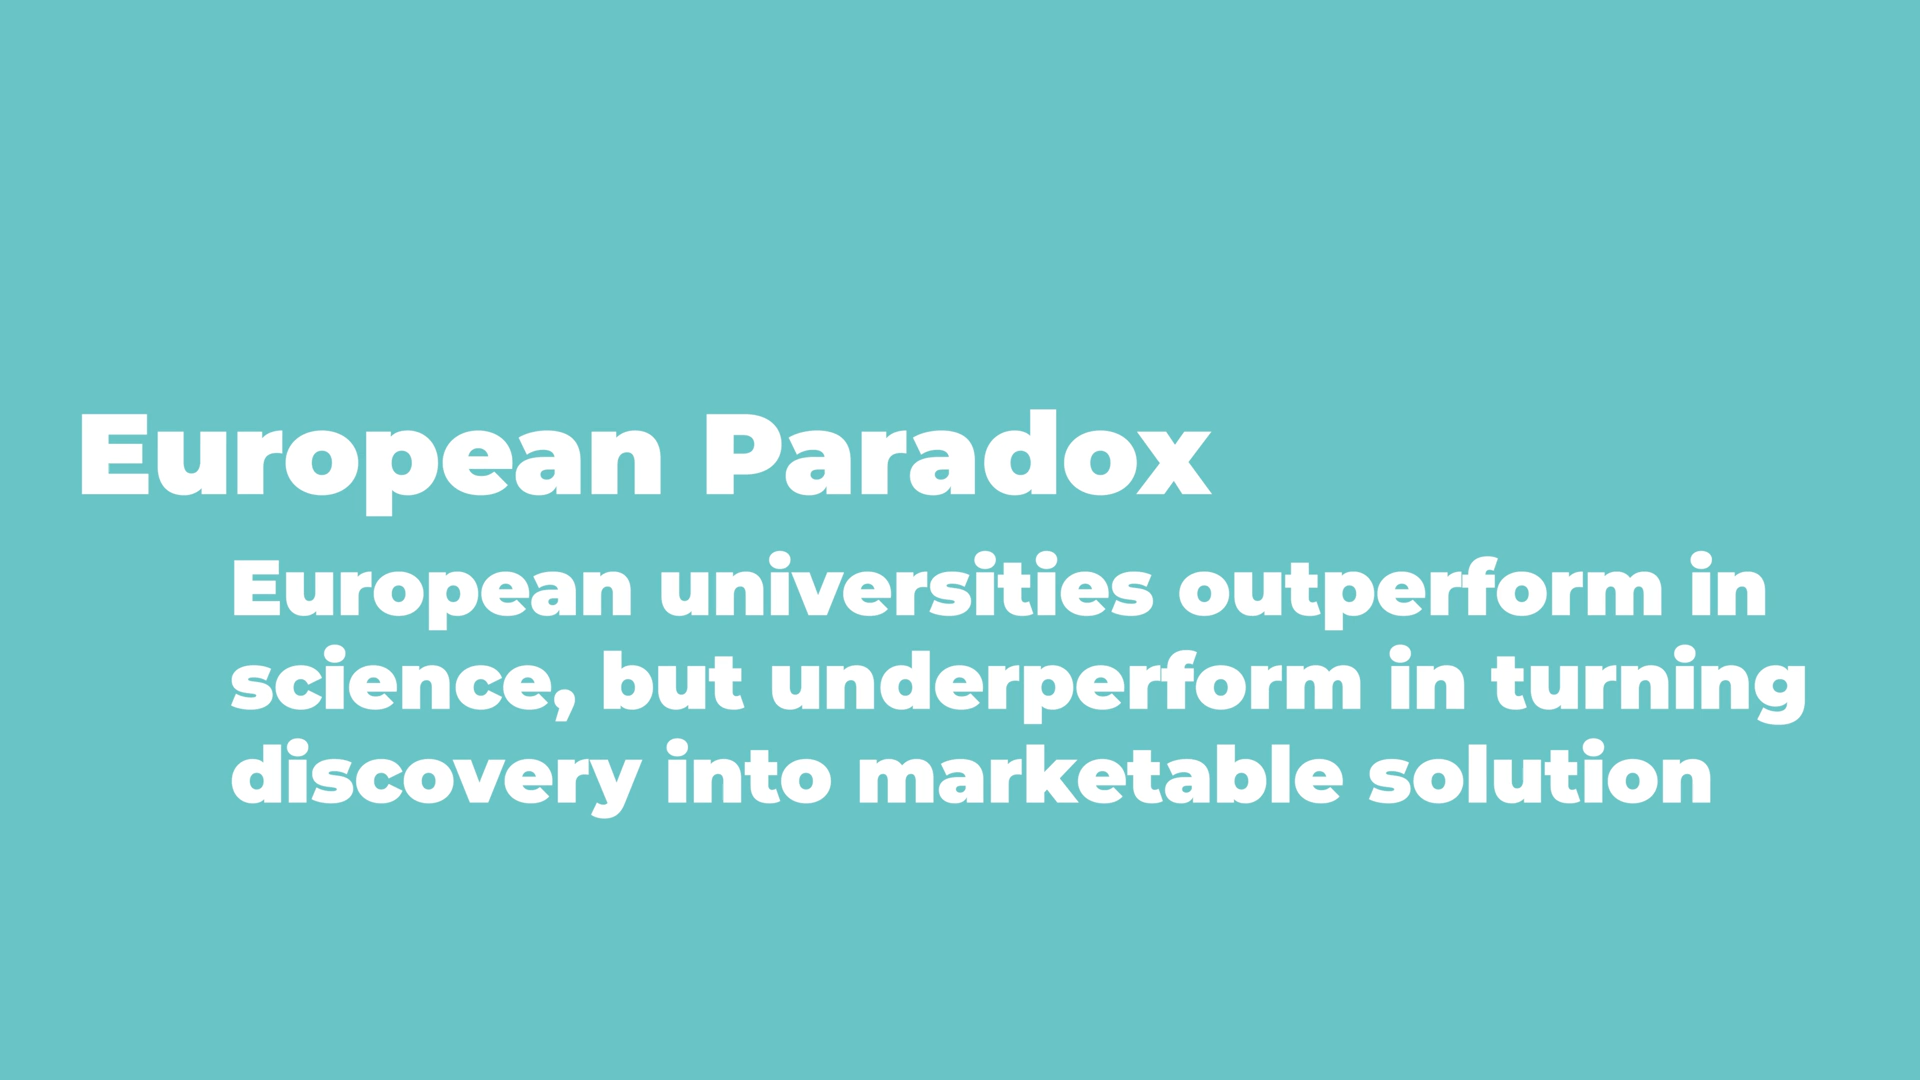 European Paradox
European universities outperform in
science, but underperform in turning
discovery into marketable solution